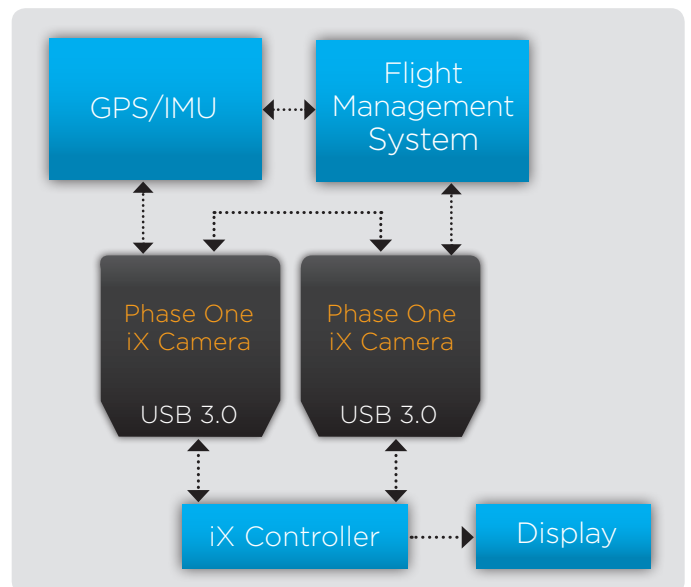 GPS/IMU
Flight
Management
System
Phase One
iX Camera
USB 3.0
Phase One
iX Camera
USB 3.0
iX Controller
Display